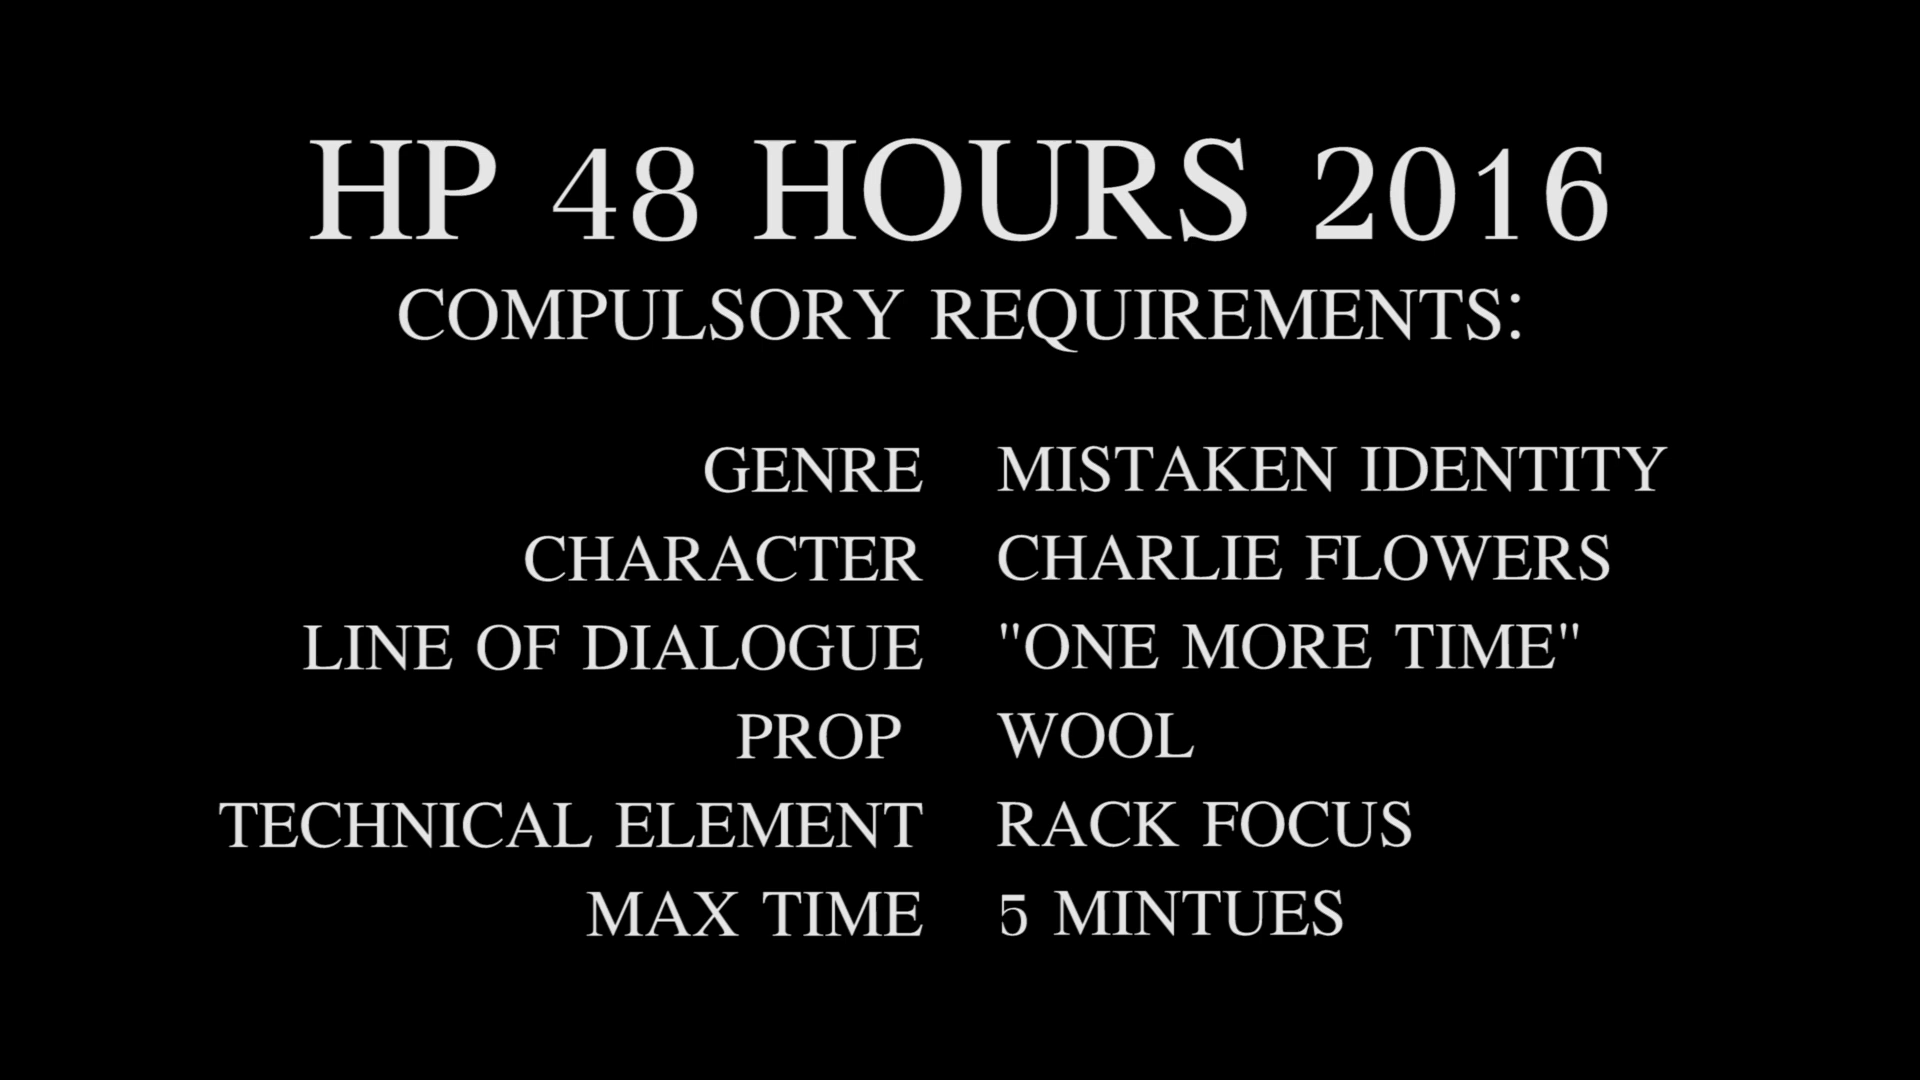 HP 48 HOURS 2016
COMPULSORY REQUIREMENTS:
GENRE MISTAKEN IDENTITY
CHARACTER CHARLIE FLOWERS
LINE OF DIALOGUE "ONE MORE TIME"
PROP WOOL
TECHNICAL ELEMENT RACK FOCUS
MAX TIME 5 MINTUES